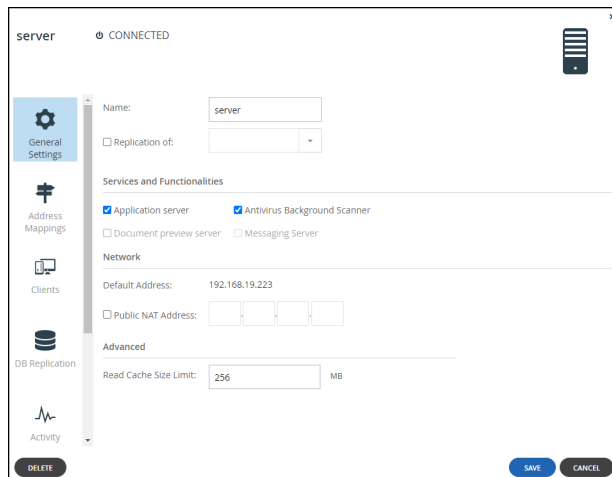 server
CONNECTED
General
Settings
Address
Mappings
Clients
DB Replication
Activity
Name:
server
Replication of:
Services and Functionalities
Application server
Antivirus Background Scanner
Document preview server
Messaging Server
Network
Default Address:
192.168.19.223
Public NAT Address:
. . .
Advanced
Read Cache Size Limit:
256
MB
DELETE
SAVE
CANCEL